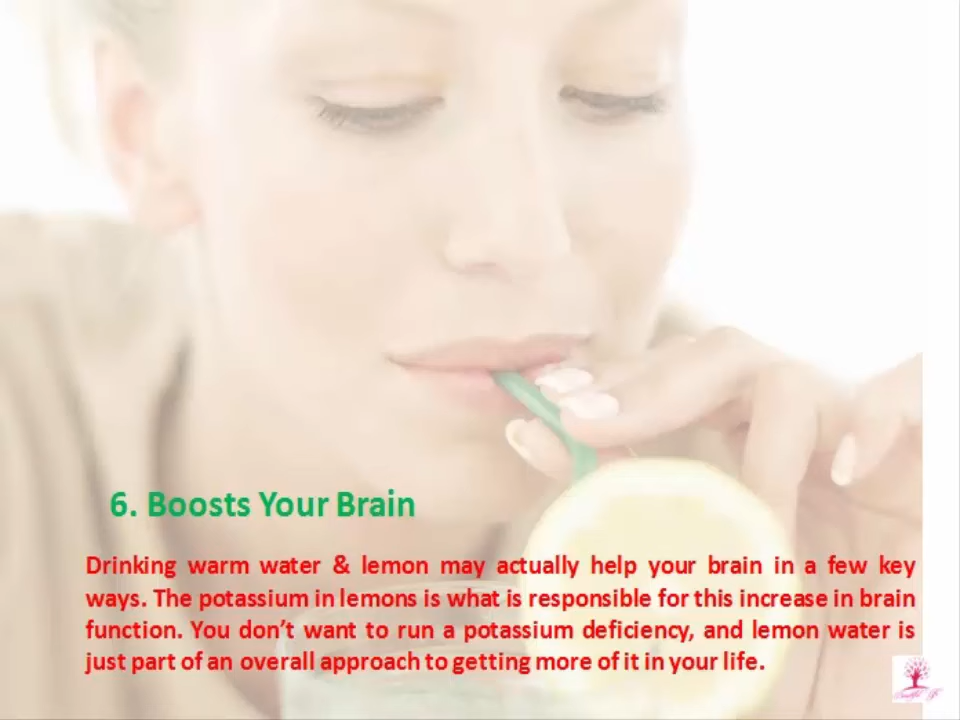 6. Boosts Your Brain
Drinking warm water & lemon may actually help your brain in a few key
ways. The potassium in lemons is what is responsible for this increase in brain
function. You don’t want to run a potassium deficiency, and lemon water is
just part of an overall approach to getting more of it in your life.